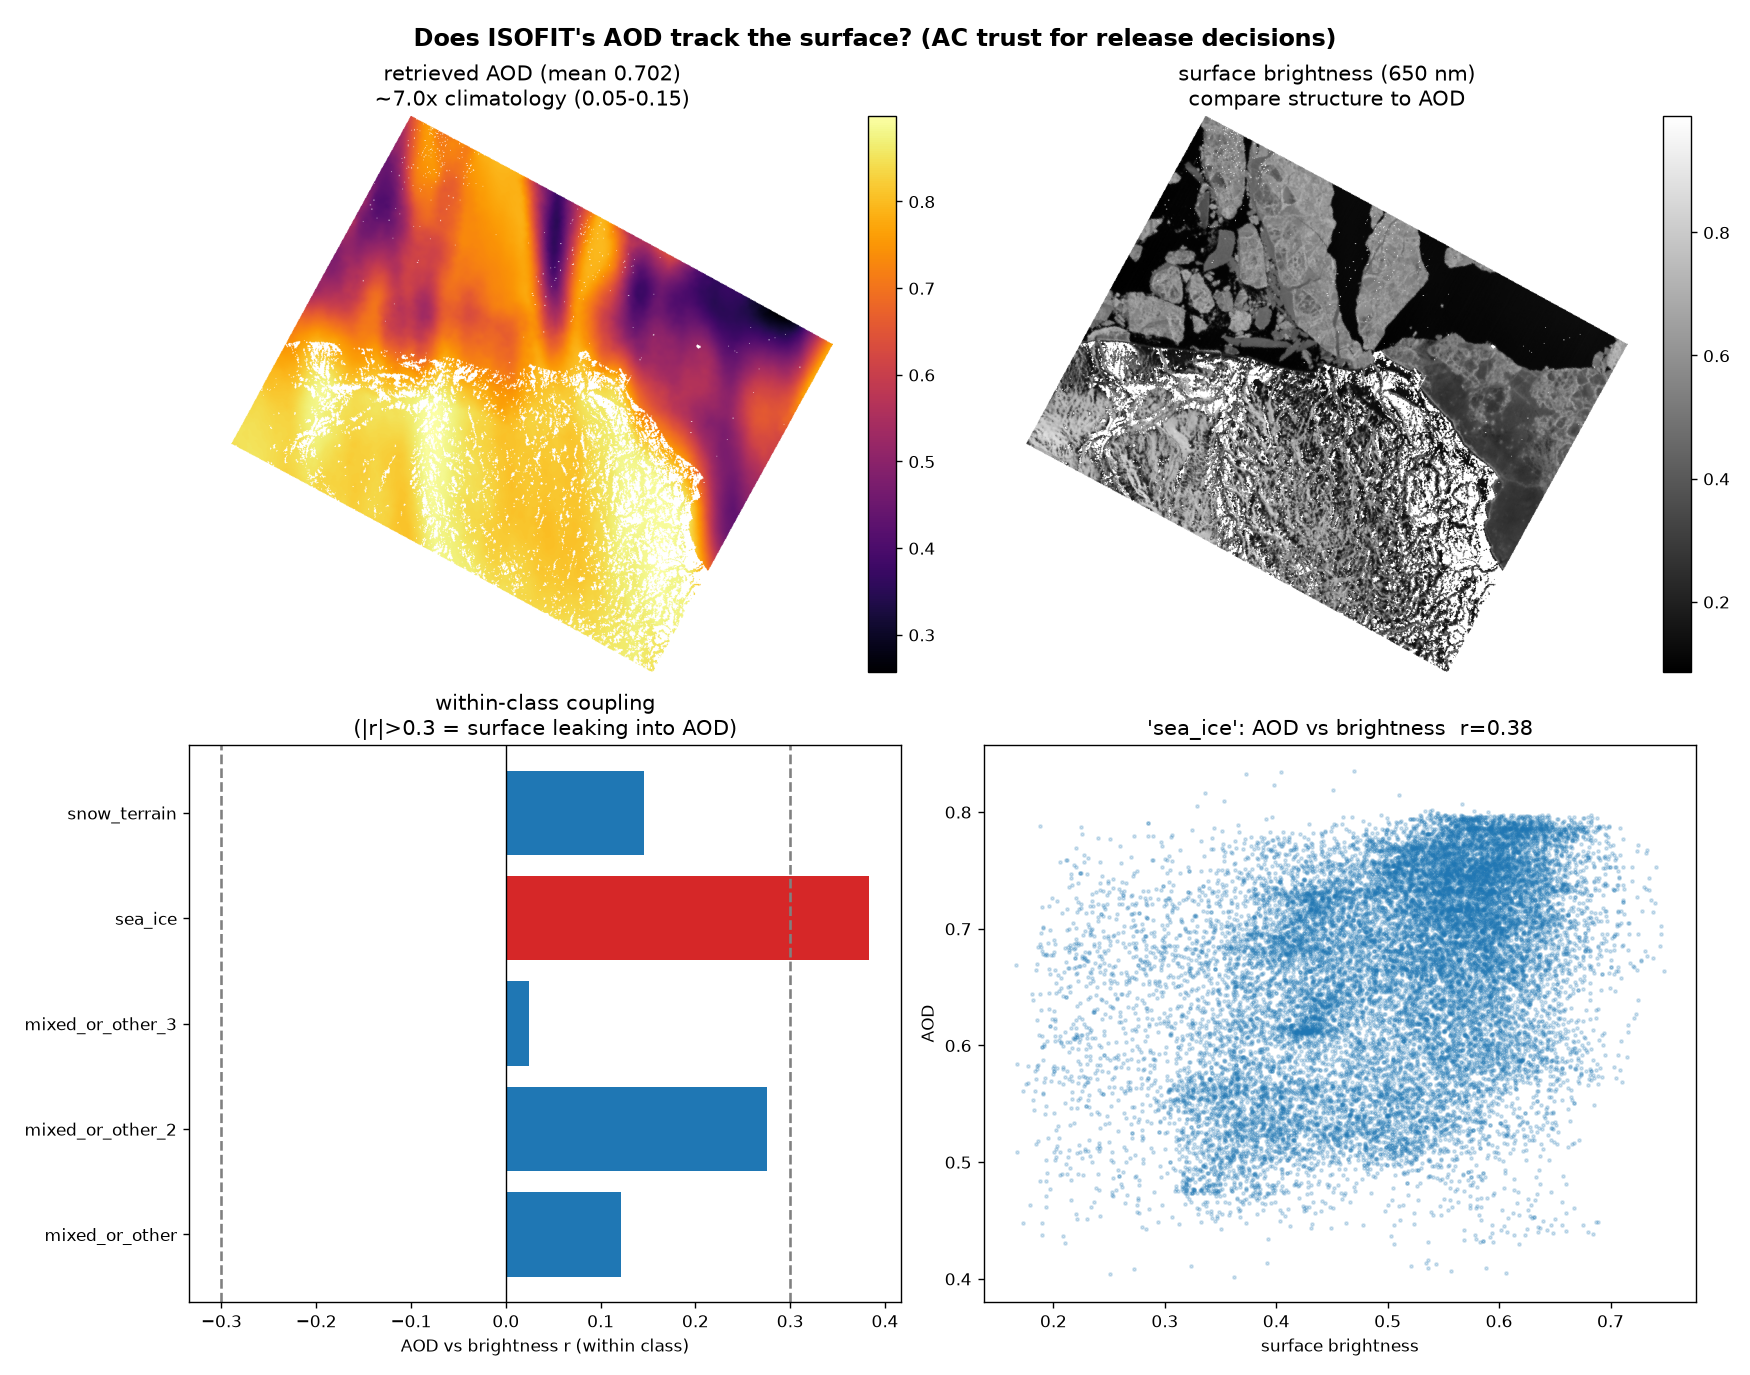 Does ISOFIT's AOD track the surface? (AC trust for release decisions)
retrieved AOD (mean 0.702)
~7.0x climatology (0.05-0.15)
0.8
0.7
0.6
0.5
0.4
0.3
surface brightness (650 nm)
compare structure to AOD
0.8
0.6
0.4
0.2
within-class coupling
(|r|>0.3 = surface leaking into AOD)
snow_terrain
sea_ice
mixed_or_other_3
mixed_or_other_2
mixed_or_other
−0.3
−0.2
−0.1
0.0
0.1
0.2
0.3
0.4
AOD vs brightness r (within class)
'sea_ice': AOD vs brightness  r=0.38
AOD
0.8
0.7
0.6
0.5
0.4
0.2
0.3
0.4
0.5
0.6
0.7
surface brightness